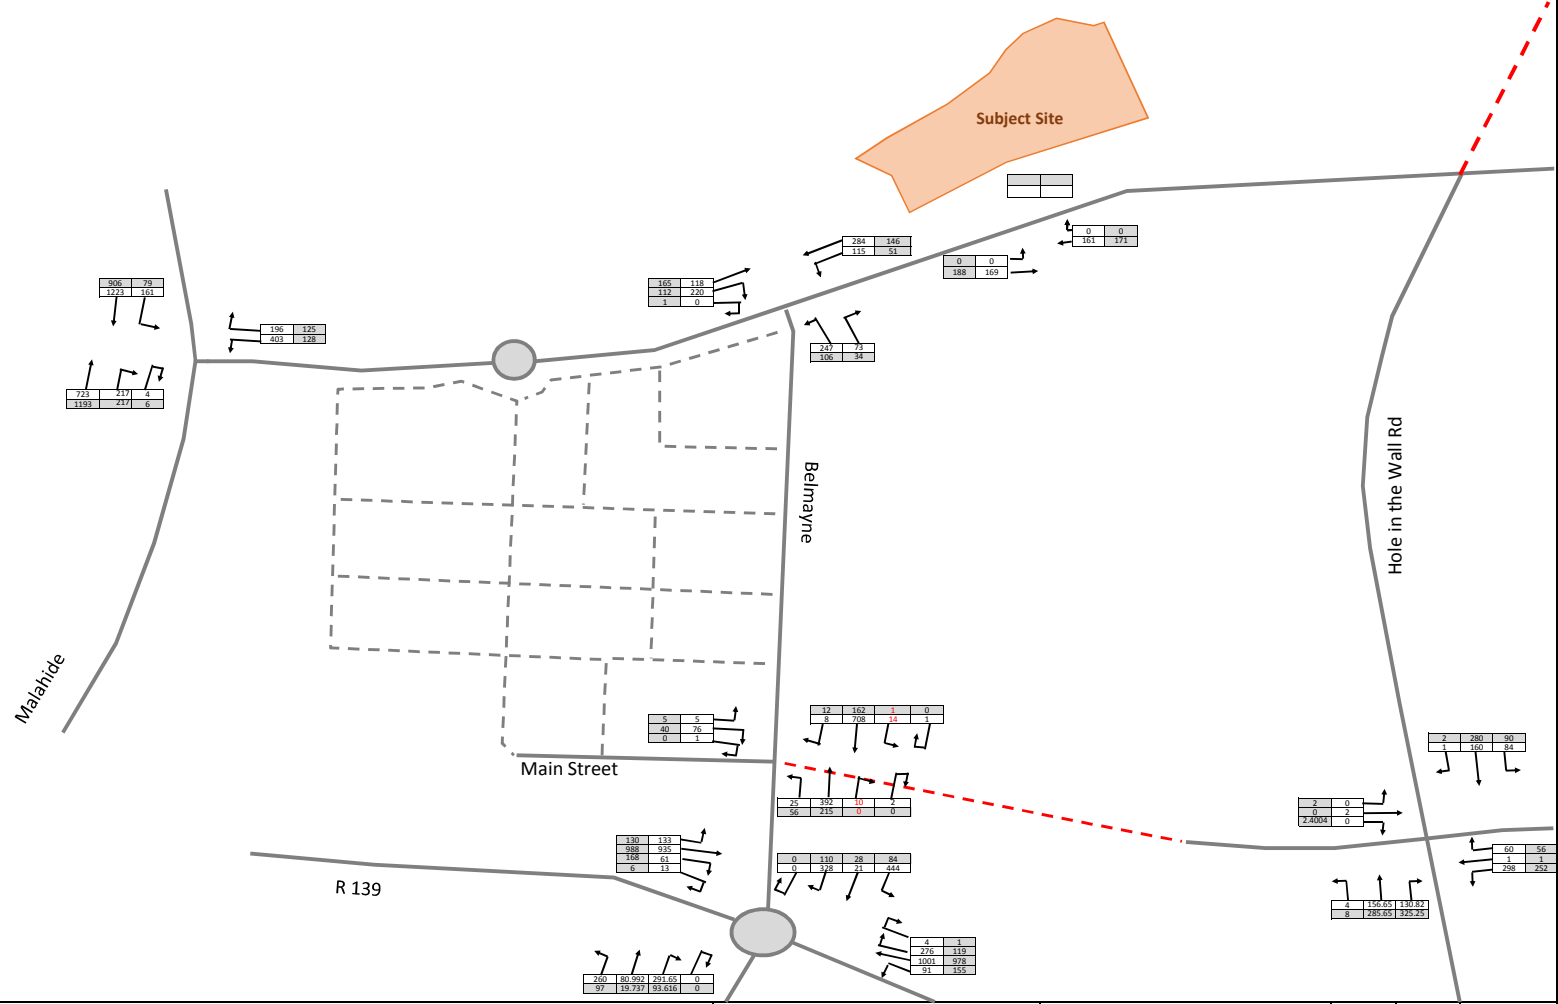 Subject Site
0 0
161 171
284 146
115 51
0 0
188 169
165 118
112 220
1 0
906 79
1223 161
196 125
403 128
247 73
106 34
723 217 4
1193 217 6
Belmayne
Hole in the Wall Rd
Malahide
12 162 1 0
8 708 14 1
5 5
40 76
0 1
Main Street
2 280 90
1 160 84
25 392 10 2
56 215 0 0
2 0
0 2
2.4004 0
130 133
988 935
168 61
6 13
0 110 28 84
0 328 21 444
60 56
1 1
298 252
R 139
4 156.65 130.82
8 285.65 325.25
4 1
276 119
1001 978
91 155
260 80.992 291.65 0
97 19.737 93.616 0